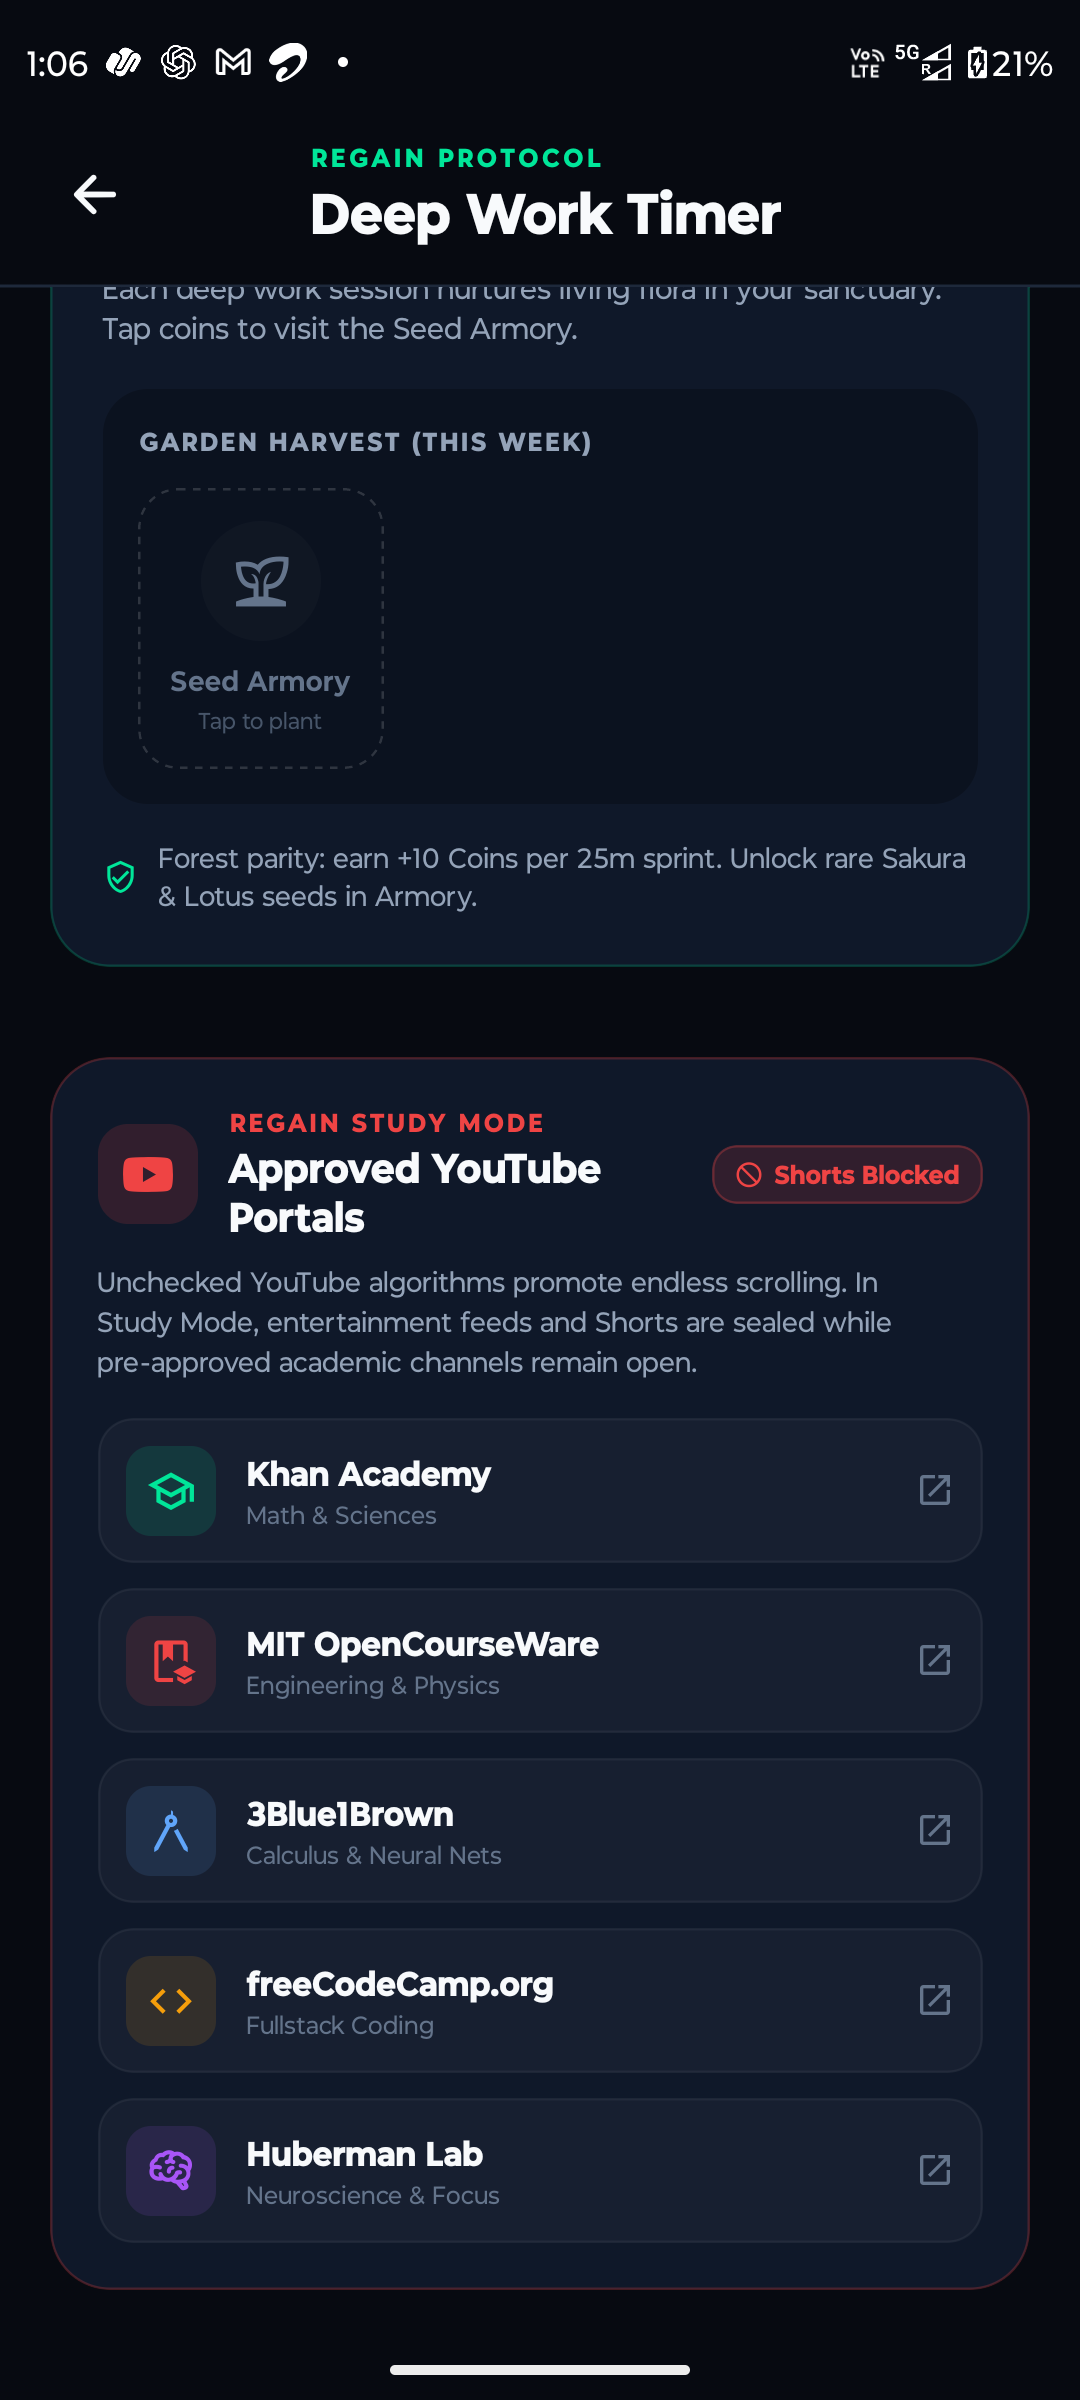 1:06
VoLTE 5G R 21%
REGAIN PROTOCOL
Deep Work Timer
Each deep work session nurtures living flora in your sanctuary.
Tap coins to visit the Seed Armory.
GARDEN HARVEST (THIS WEEK)
Seed Armory
Tap to plant
Forest parity: earn +10 Coins per 25m sprint. Unlock rare Sakura
& Lotus seeds in Armory.
REGAIN STUDY MODE
Approved YouTube
Portals
Shorts Blocked
Unchecked YouTube algorithms promote endless scrolling. In
Study Mode, entertainment feeds and Shorts are sealed while
pre-approved academic channels remain open.
Khan Academy
Math & Sciences
MIT OpenCourseWare
Engineering & Physics
3Blue1Brown
Calculus & Neural Nets
freeCodeCamp.org
Fullstack Coding
Huberman Lab
Neuroscience & Focus